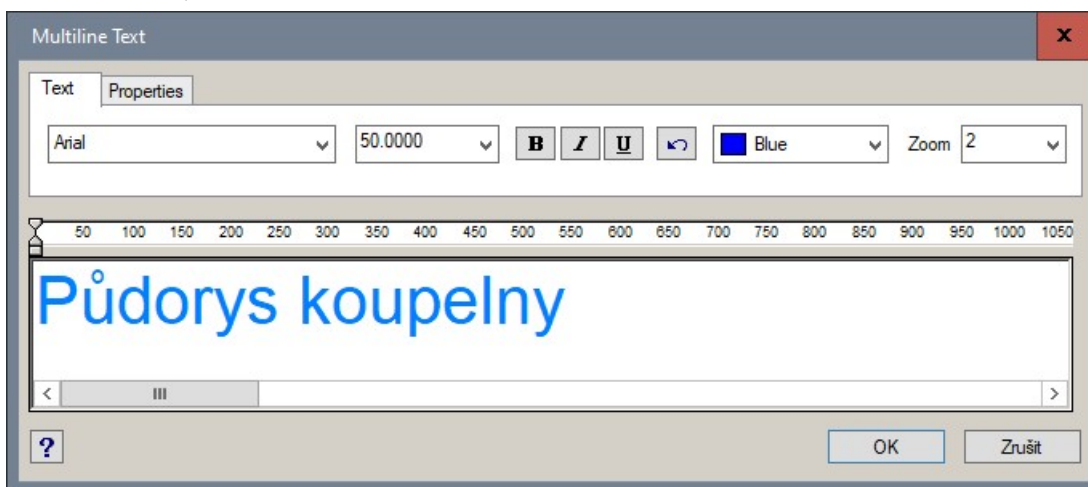 Multiline Text x
Text Properties
Arial 50.0000 B I U Blue Zoom 2
50 100 150 200 250 300 350 400 450 500 550 600 650 700 750 800 850 900 950 1000 1050
Půdorys koupelny
? OK Zrušit